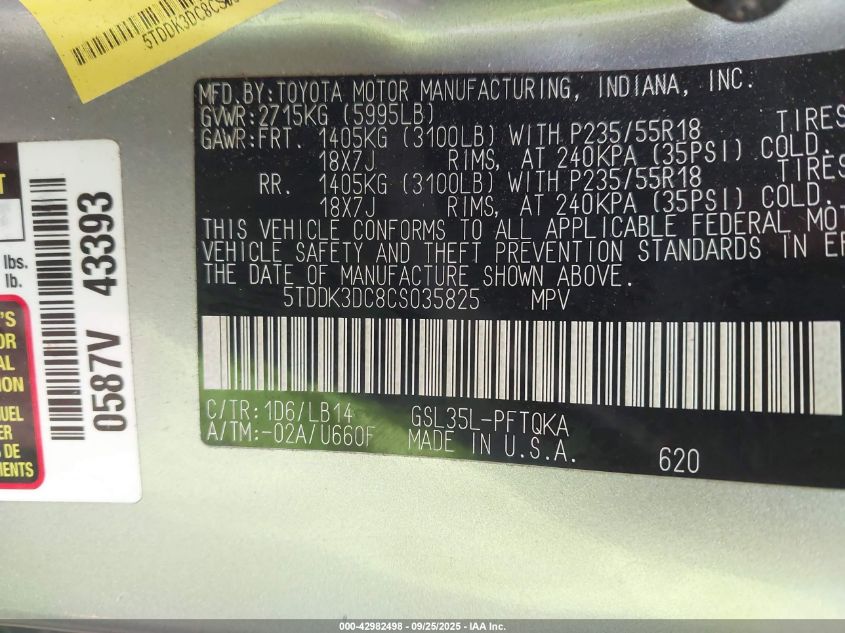 5TDDK3DC8CS0
MFD.BY:TOYOTA MOTOR MANUFACTURING, INDIANA, INC.
GVWR:2715KG (5995LB)
GAWR:FRT. 1405KG (3100LB) WITH P235/55R18 TIRES
18X7J RIMS, AT 240KPA (35PSI) COLD.
RR. 1405KG (3100LB) WITH P235/55R18 TIRES
18X7J RIMS, AT 240KPA (35PSI) COLD.
THIS VEHICLE CONFORMS TO ALL APPLICABLE FEDERAL MOT
VEHICLE SAFETY AND THEFT PREVENTION STANDARDS IN EF
THE DATE OF MANUFACTURE SHOWN ABOVE.
5TDDK3DC8CS035825 MPV
C/TR:1D6/LB14 GSL35L-PFTQKA
A/TM:-02A/U660F MADE IN U.S.A. 620
lbs.
lb.
0587V 43393
000-42982498 - 09/25/2025 - IAA Inc.